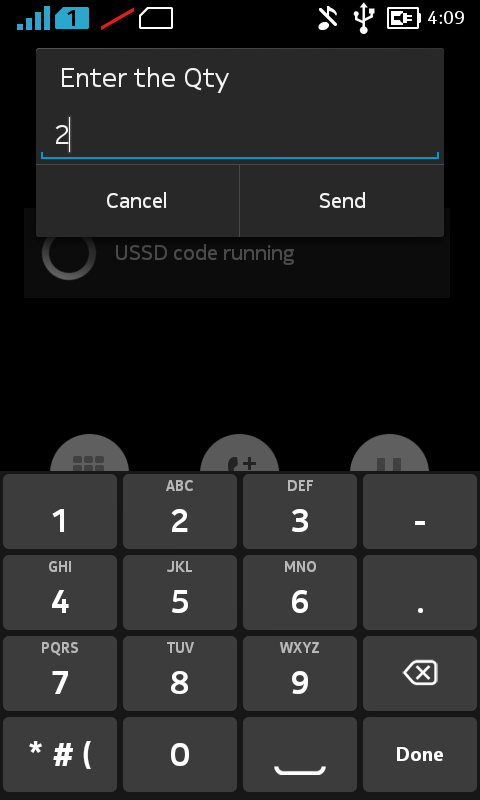 1 4:09
Enter the Qty
2
Cancel Send
USSD code running
1 ABC 2 DEF 3 -
GHI 4 JKL 5 MNO 6 .
PQRS 7 TUV 8 WXYZ 9
* # ( 0 Done